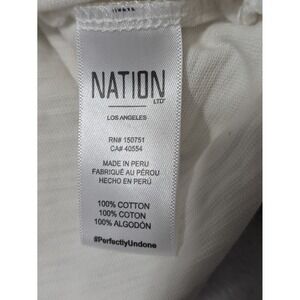 NATION
LTD
LOS ANGELES
RN# 150751
CA# 40554
MADE IN PERU
FABRIQUÉ AU PÉROU
HECHO EN PERÚ
100% COTTON
100% COTON
100% ALGODÓN
#PerfectlyUndone